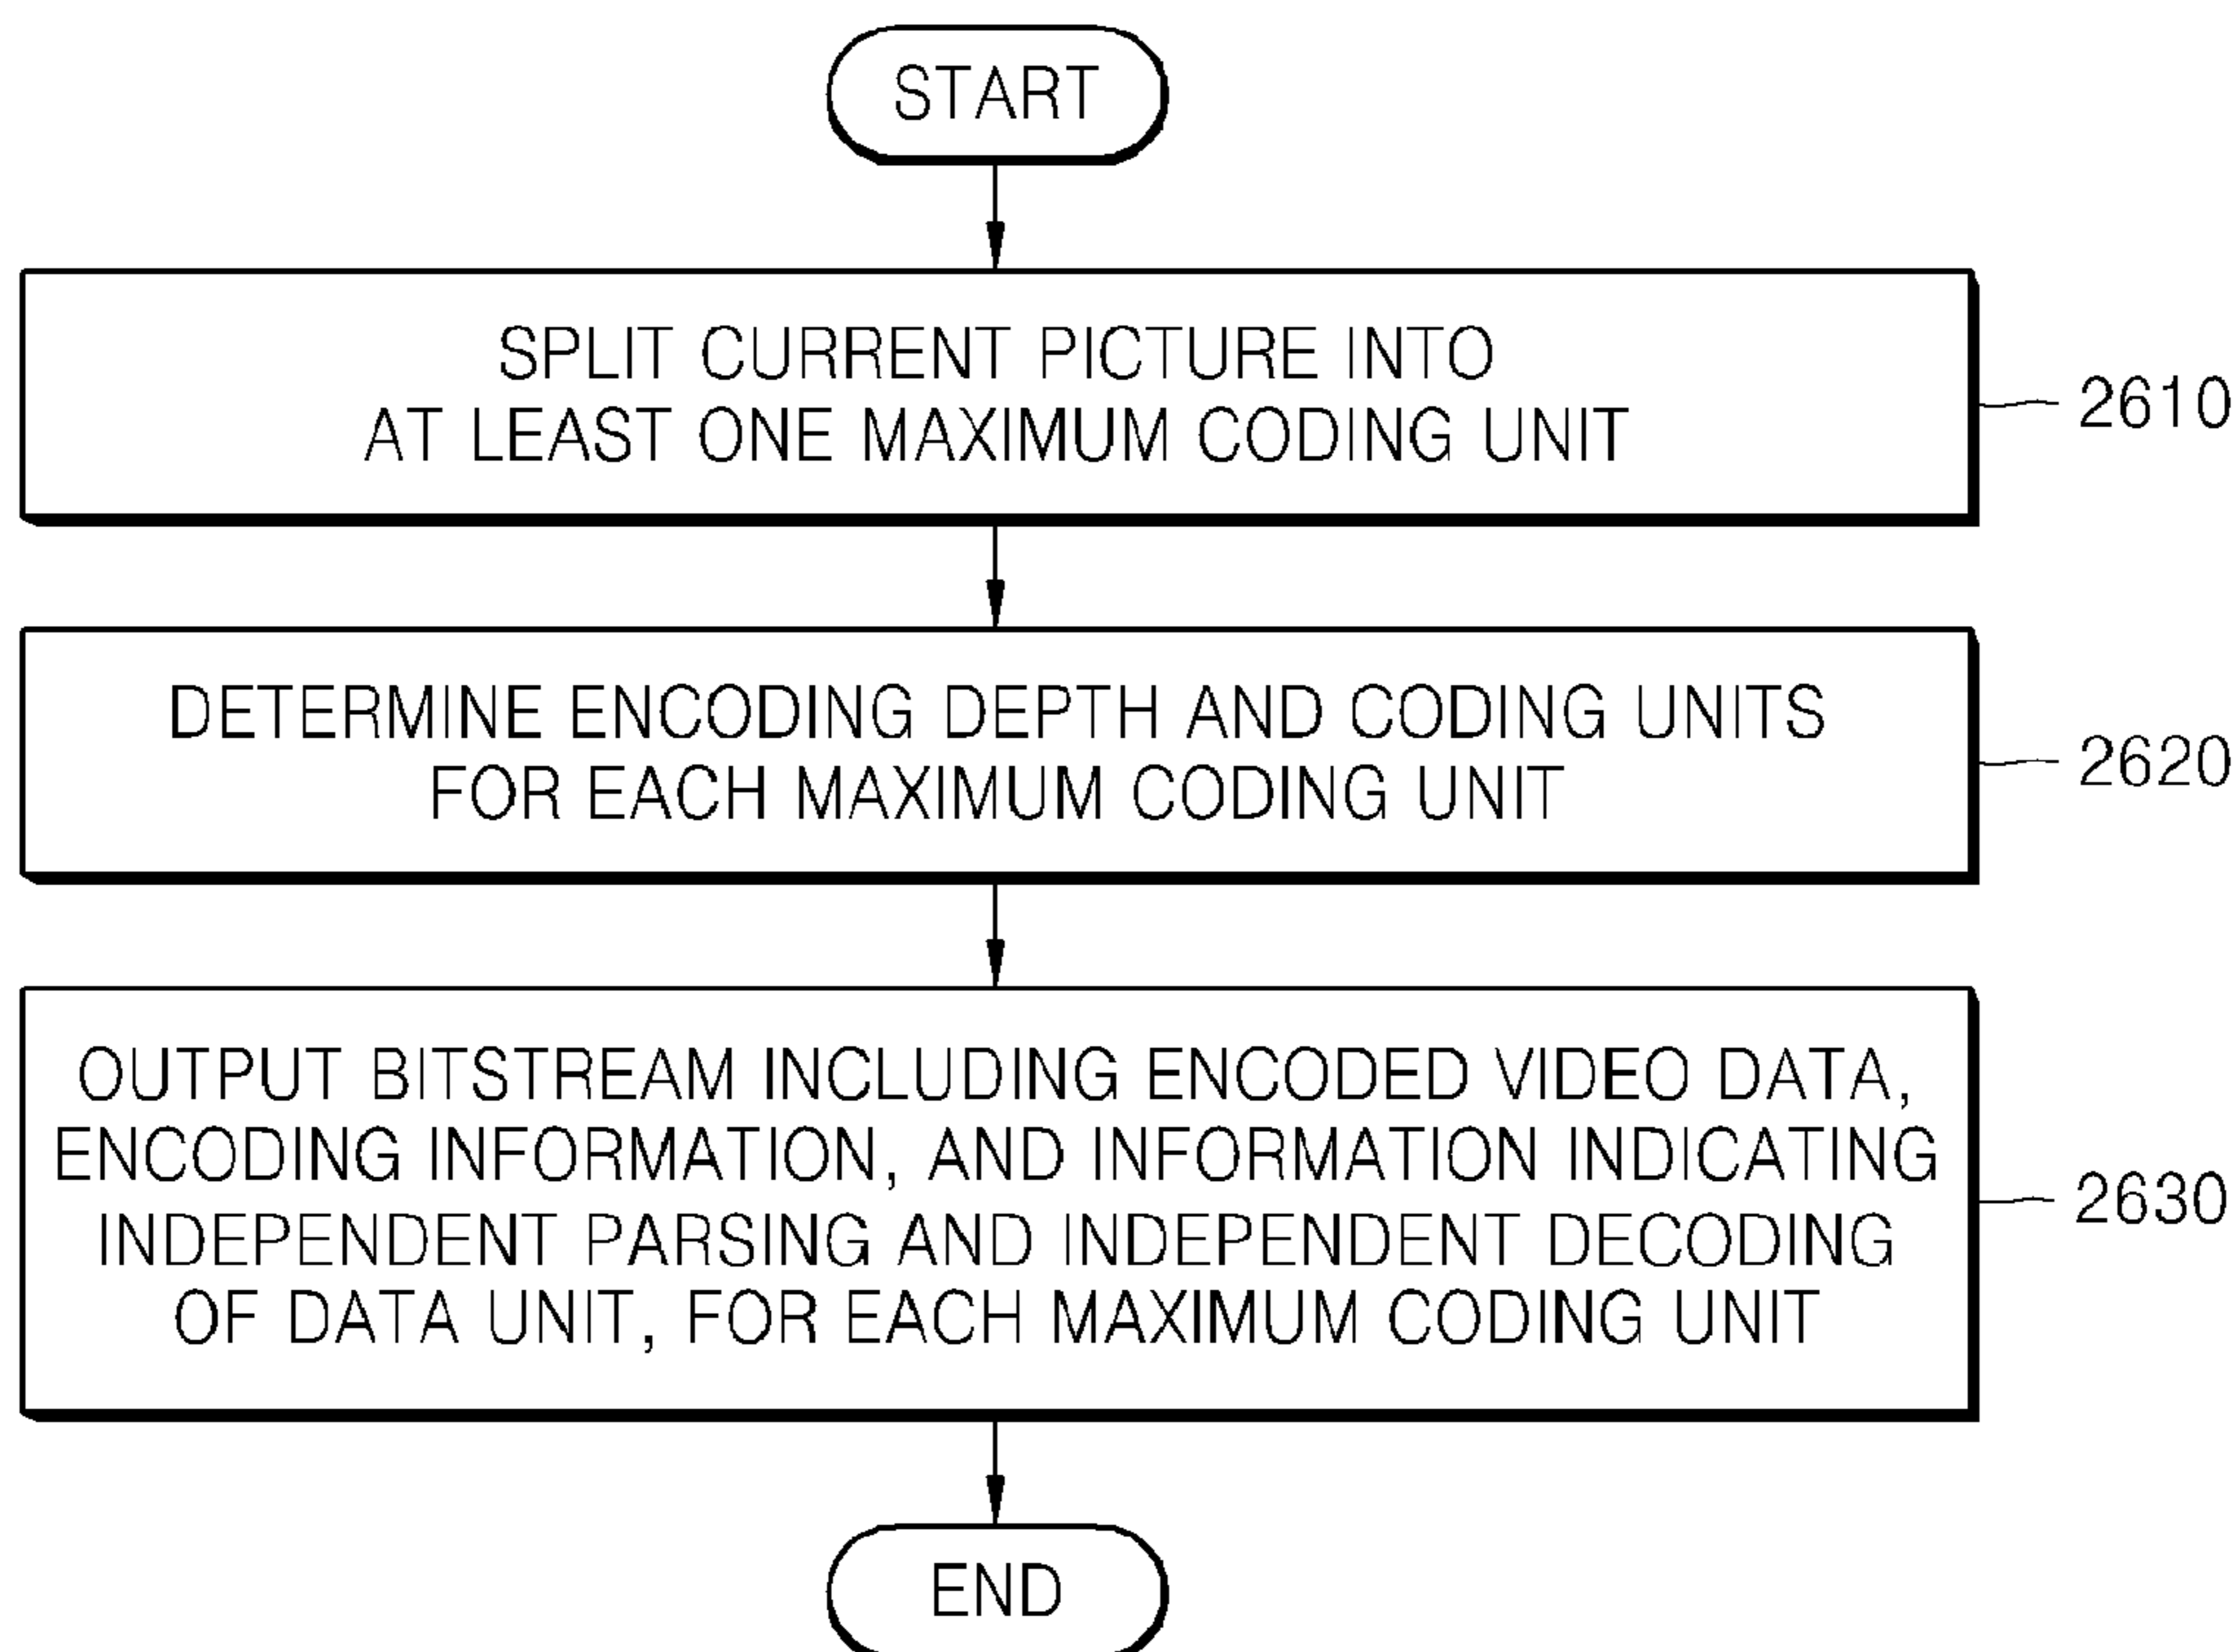 START
SPLIT CURRENT PICTURE INTO
AT LEAST ONE MAXIMUM CODING UNIT
2610
DETERMINE ENCODING DEPTH AND CODING UNITS
FOR EACH MAXIMUM CODING UNIT
2620
OUTPUT BITSTREAM INCLUDING ENCODED VIDEO DATA,
ENCODING INFORMATION, AND INFORMATION INDICATING
INDEPENDENT PARSING AND INDEPENDENT DECODING
OF DATA UNIT, FOR EACH MAXIMUM CODING UNIT
2630
END